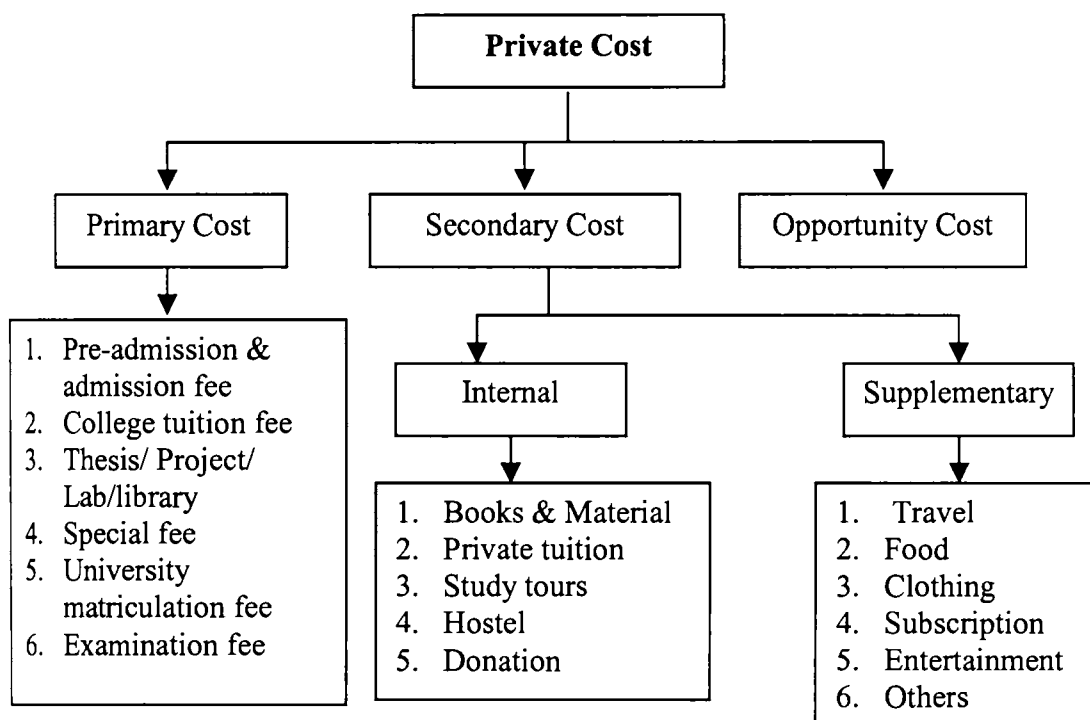 Private Cost
Primary Cost
Secondary Cost
Opportunity Cost
1. Pre-admission &
admission fee
2. College tuition fee
3. Thesis/ Project/
Lab/library
4. Special fee
5. University
matriculation fee
6. Examination fee
Internal
Supplementary
1. Books & Material
2. Private tuition
3. Study tours
4. Hostel
5. Donation
1. Travel
2. Food
3. Clothing
4. Subscription
5. Entertainment
6. Others